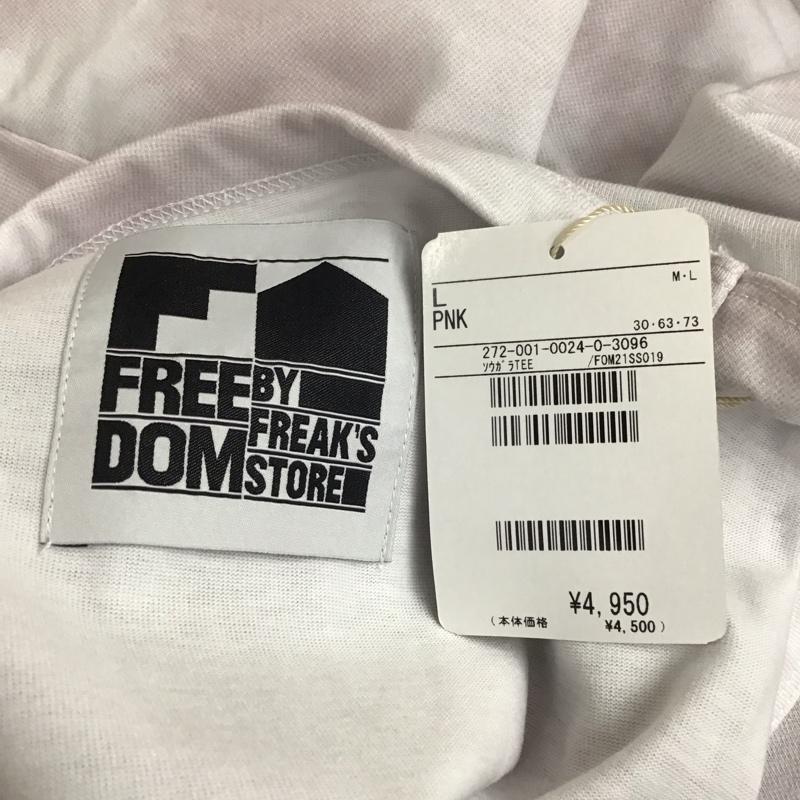 FREE
DOM
BY
FREAK'S
STORE
M・L
L
PNK
30・63・73
272-001-0024-0-3096
ソウガラTEE /FOM21SS019
¥4,950
(本体価格 ¥4,500)